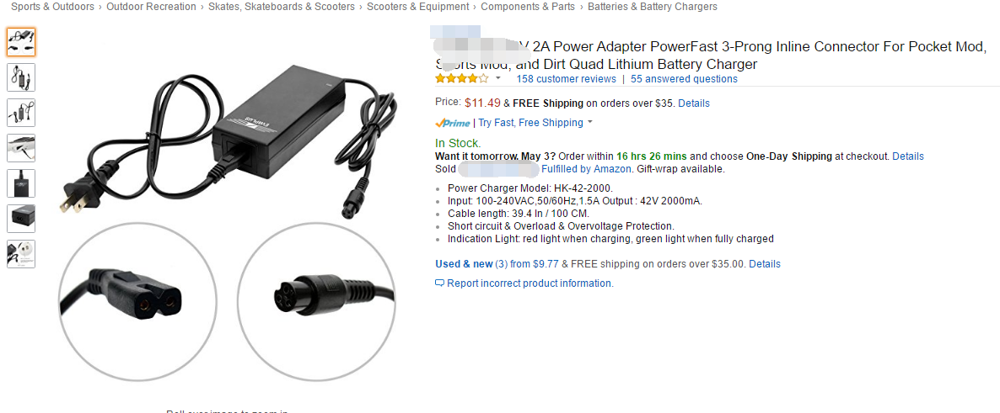 Sports & Outdoors › Outdoor Recreation › Skates, Skateboards & Scooters › Scooters & Equipment › Components & Parts › Batteries & Battery Chargers
V 2A Power Adapter PowerFast 3-Prong Inline Connector For Pocket Mod,
Sports Mod, and Dirt Quad Lithium Battery Charger
158 customer reviews | 55 answered questions
Price: $11.49 & FREE Shipping on orders over $35. Details
Prime | Try Fast, Free Shipping
In Stock.
Want it tomorrow, May 3? Order within 16 hrs 26 mins and choose One-Day Shipping at checkout. Details
Sold Fulfilled by Amazon. Gift-wrap available.
Power Charger Model: HK-42-2000.
Input: 100-240VAC,50/60Hz,1.5A Output : 42V 2000mA.
Cable length: 39.4 In / 100 CM.
Short circuit & Overload & Overvoltage Protection.
Indication Light: red light when charging, green light when fully charged
Used & new (3) from $9.77 & FREE shipping on orders over $35.00. Details
Report incorrect product information.
Roll over image to zoom in